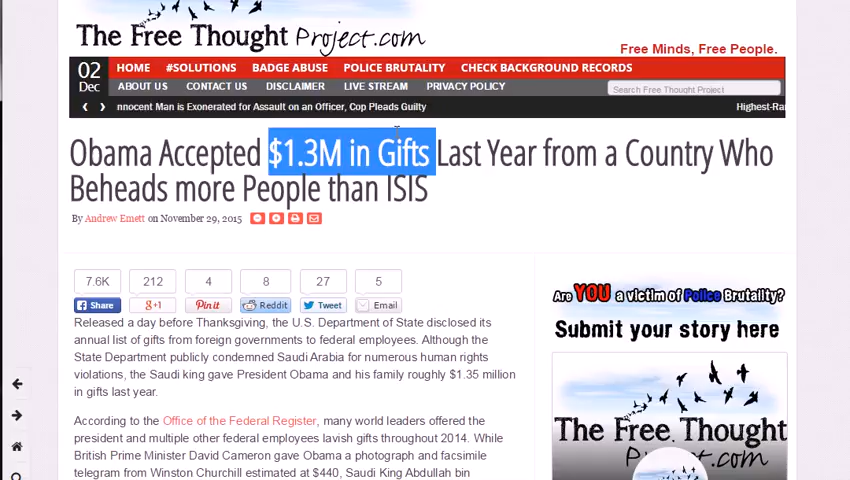 The Free Thought Project.com
Free Minds, Free People.
02 Dec
HOME #SOLUTIONS BADGE ABUSE POLICE BRUTALITY CHECK BACKGROUND RECORDS
ABOUT US CONTACT US DISCLAIMER LIVE STREAM PRIVACY POLICY
Search Free Thought Project
nnocent Man is Exonerated for Assault on an Officer, Cop Pleads Guilty
Highest-Ra
Obama Accepted $1.3M in Gifts Last Year from a Country Who
Beheads more People than ISIS
By Andrew Emett on November 29, 2015
7.6K 212 4 8 27 5
Share g+1 Pin it Reddit Tweet Email
Released a day before Thanksgiving, the U.S. Department of State disclosed its
annual list of gifts from foreign governments to federal employees. Although the
State Department publicly condemned Saudi Arabia for numerous human rights
violations, the Saudi king gave President Obama and his family roughly $1.35 million
in gifts last year.
According to the Office of the Federal Register, many world leaders offered the
president and multiple other federal employees lavish gifts throughout 2014. While
British Prime Minister David Cameron gave Obama a photograph and facsimile
telegram from Winston Churchill estimated at $440, Saudi King Abdullah bin
Are YOU a victim of Police Brutality?
Submit your story here
The Free Thought
Project.com